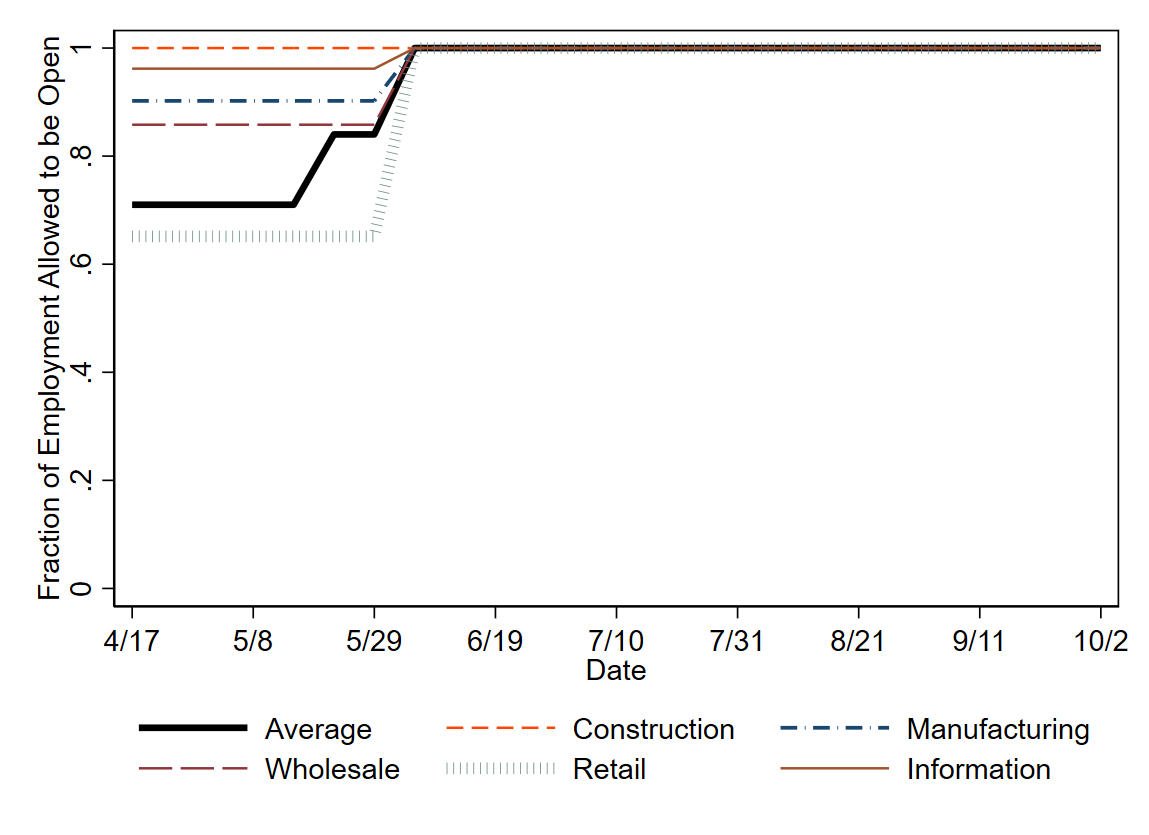 Fraction of Employment Allowed to be Open
1
.8
.6
.4
.2
0
4/17 5/8 5/29 6/19 7/10 7/31 8/21 9/11 10/2
Date
Average Construction Manufacturing
Wholesale Retail Information